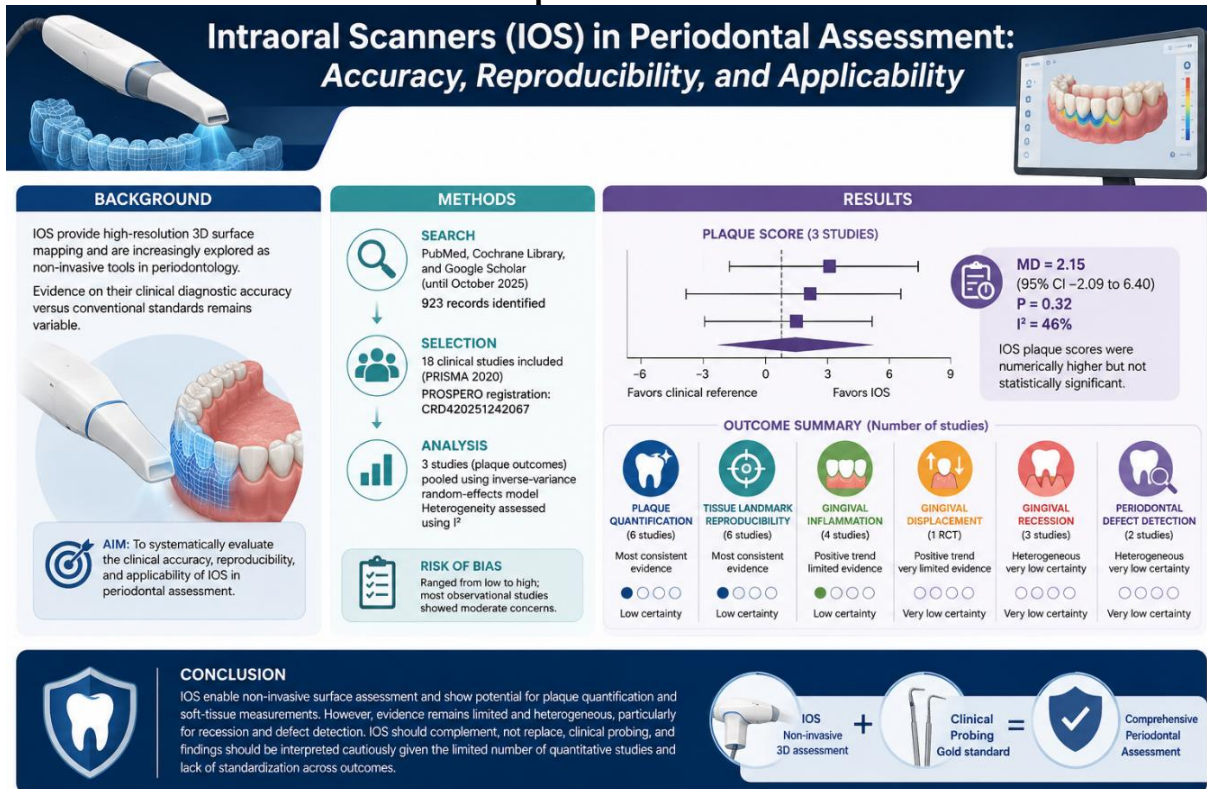 Intraoral Scanners (IOS) in Periodontal Assessment:
Accuracy, Reproducibility, and Applicability
BACKGROUND
IOS provide high-resolution 3D surface
mapping and are increasingly explored as
non-invasive tools in periodontology.
Evidence on their clinical diagnostic accuracy
versus conventional standards remains
variable.
AIM: To systematically evaluate
the clinical accuracy, reproducibility,
and applicability of IOS in
periodontal assessment.
METHODS
SEARCH
PubMed, Cochrane Library,
and Google Scholar
(until October 2025)
923 records identified
SELECTION
18 clinical studies included
(PRISMA 2020)
PROSPERO registration:
CRD420251242067
ANALYSIS
3 studies (plaque outcomes)
pooled using inverse-variance
random-effects model
Heterogeneity assessed
using I²
RISK OF BIAS
Ranged from low to high;
most observational studies
showed moderate concerns.
RESULTS
PLAQUE SCORE (3 STUDIES)
−6 −3 0 3 6 9
Favors clinical reference Favors IOS
MD = 2.15
(95% CI −2.09 to 6.40)
P = 0.32
I² = 46%
IOS plaque scores were
numerically higher but not
statistically significant.
OUTCOME SUMMARY (Number of studies)
PLAQUE
QUANTIFICATION
(6 studies)
Most consistent
evidence
Low certainty
TISSUE LANDMARK
REPRODUCIBILITY
(6 studies)
Most consistent
evidence
Low certainty
GINGIVAL
INFLAMMATION
(4 studies)
Positive trend
limited evidence
Low certainty
GINGIVAL
DISPLACEMENT
(1 RCT)
Positive trend
very limited evidence
Very low certainty
GINGIVAL
RECESSION
(3 studies)
Heterogeneous
very low certainty
Very low certainty
PERIODONTAL
DEFECT DETECTION
(2 studies)
Heterogeneous
very low certainty
Very low certainty
CONCLUSION
IOS enable non-invasive surface assessment and show potential for plaque quantification and
soft-tissue measurements. However, evidence remains limited and heterogeneous, particularly
for recession and defect detection. IOS should complement, not replace, clinical probing, and
findings should be interpreted cautiously given the limited number of quantitative studies and
lack of standardization across outcomes.
IOS
Non-invasive
3D assessment
+
Clinical
Probing
Gold standard
=
Comprehensive
Periodontal
Assessment